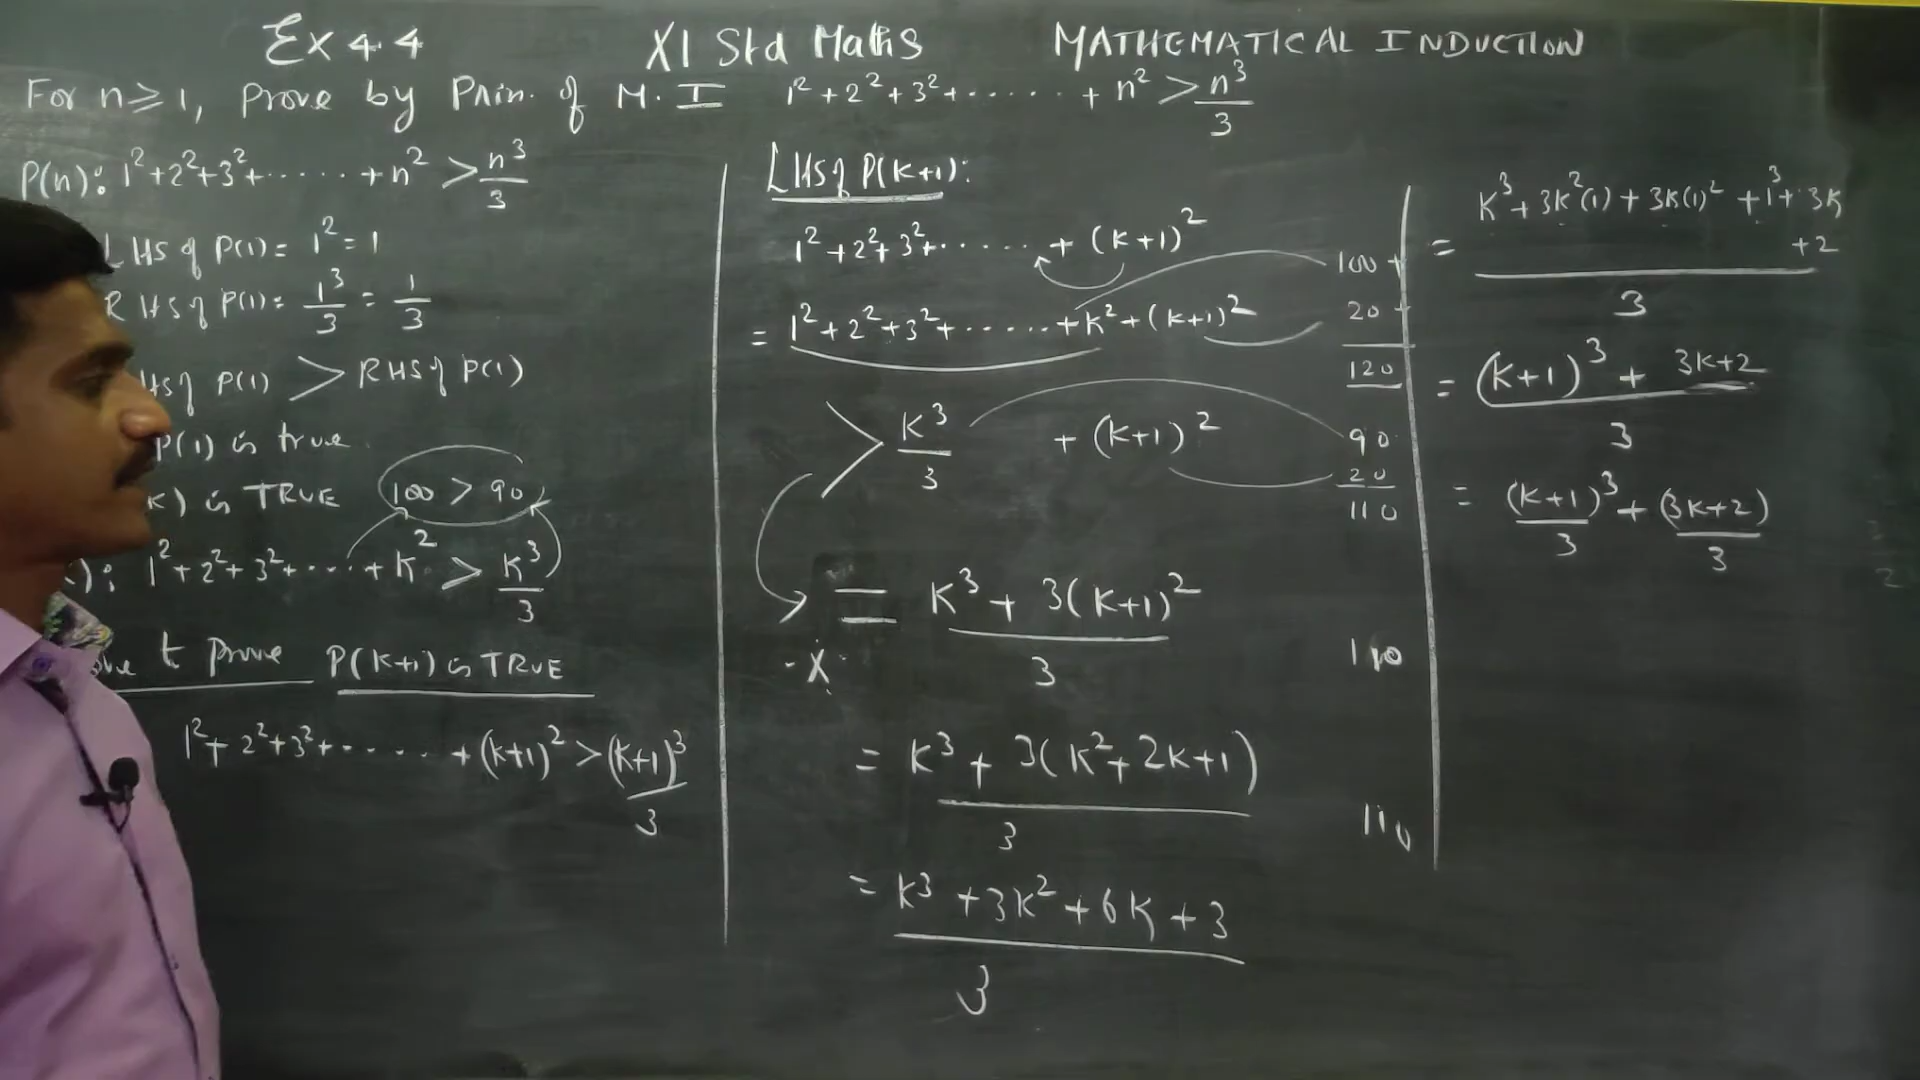 Ex 4.4 XI Std Maths MATHEMATICAL INDUCTION
For n ≥ 1, Prove by Prin. of M.I 1² + 2² + 3² + ...... + n² > n³/3
P(n): 1² + 2² + 3² + ...... + n² > n³/3
LHS of P(1) = 1² = 1
RHS of P(1) = 1³/3 = 1/3
P(1) > RHS of P(1)
P(1) is true
K) is TRUE 100 > 90
): 1² + 2² + 3² + ..... + K² > K³/3
to Prove P(K+1) is TRUE
1² + 2² + 3² + ...... + (k+1)² > (k+1)³/3
LHS of P(K+1):
1² + 2² + 3² + ...... + (k+1)²
= 1² + 2² + 3² + ...... + k² + (k+1)²
> K³/3 + (k+1)²
= K³ + 3(k+1)² / 3
X
= K³ + 3(K² + 2K + 1) / 3
= K³ + 3K² + 6K + 3 / 3
100 +
20
120
90
20
110
110
110
= K³ + 3K²(1) + 3K(1)² + 1³ + 3K + 2 / 3
= (K+1)³ + 3K+2 / 3
= (K+1)³/3 + (3K+2)/3